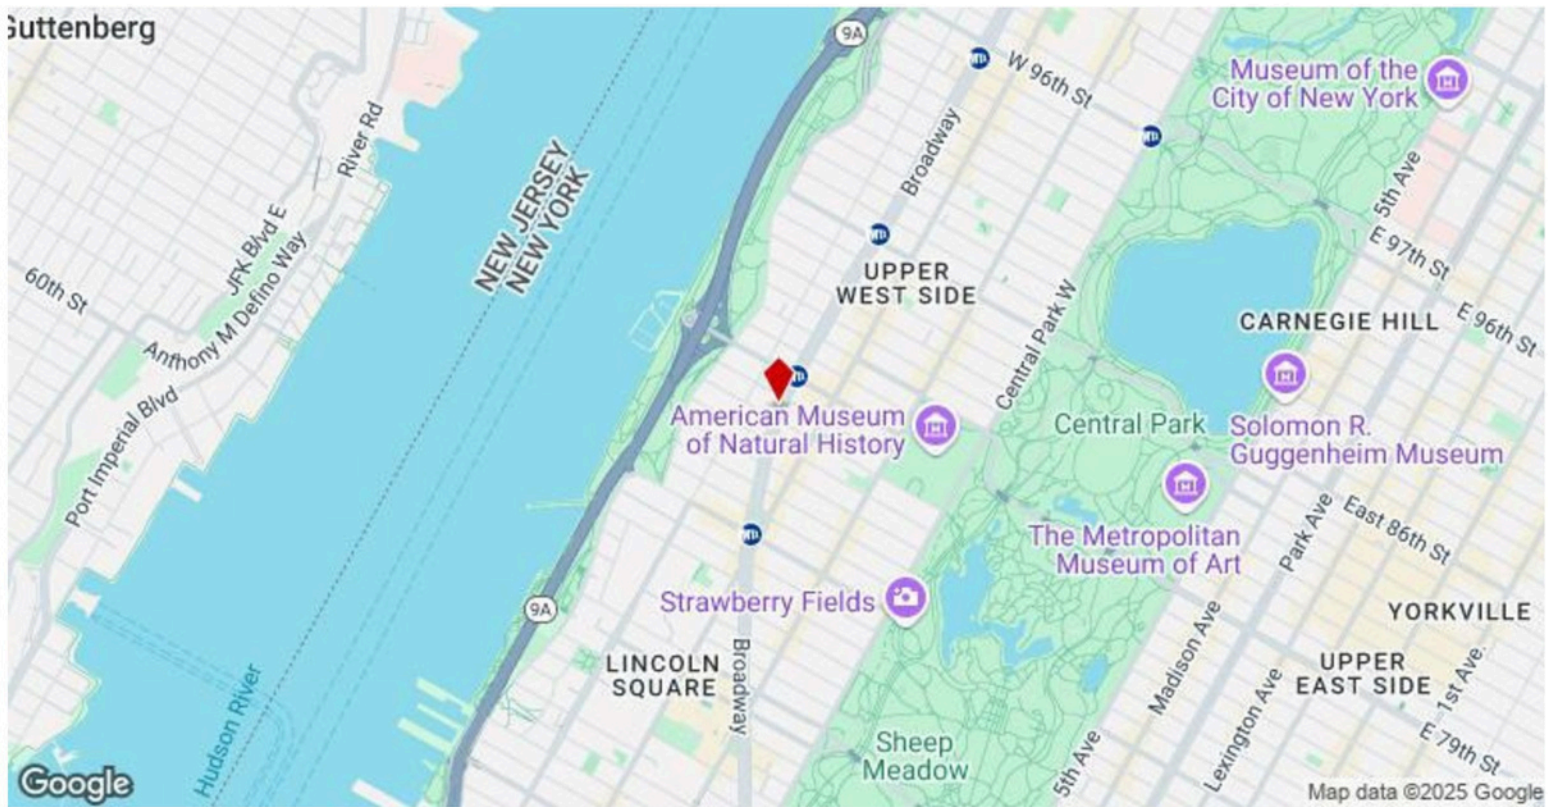 Guttenberg
9A
W 96th St
Museum of the
City of New York
River Rd
Broadway
5th Ave
NEW JERSEY
NEW YORK
JFK Blvd E
60th St
Anthony M Defino Way
UPPER
WEST SIDE
E 97th St
Central Park W
CARNEGIE HILL
E 96th St
Port Imperial Blvd
American Museum
of Natural History
Central Park
Solomon R.
Guggenheim Museum
The Metropolitan
Museum of Art
Park Ave
East 86th St
Strawberry Fields
9A
YORKVILLE
LINCOLN
SQUARE
Broadway
Madison Ave
UPPER
EAST SIDE
1st Ave.
Hudson River
Lexington Ave
E 79th St
Sheep
Meadow
5th Ave
Google
Map data ©2025 Google